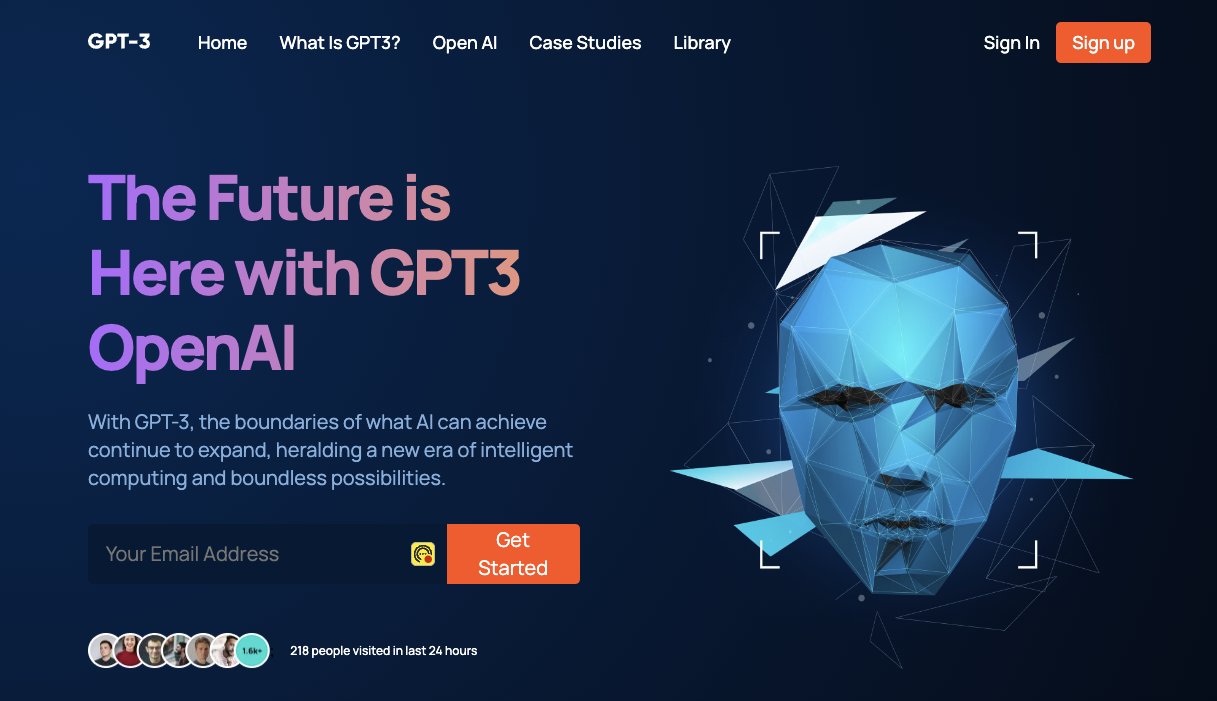 GPT-3
Home
What Is GPT3?
Open AI
Case Studies
Library
Sign In
Sign up
The Future is
Here with GPT3
OpenAI
With GPT-3, the boundaries of what AI can achieve
continue to expand, heralding a new era of intelligent
computing and boundless possibilities.
Your Email Address
Get
Started
1.6k+
218 people visited in last 24 hours